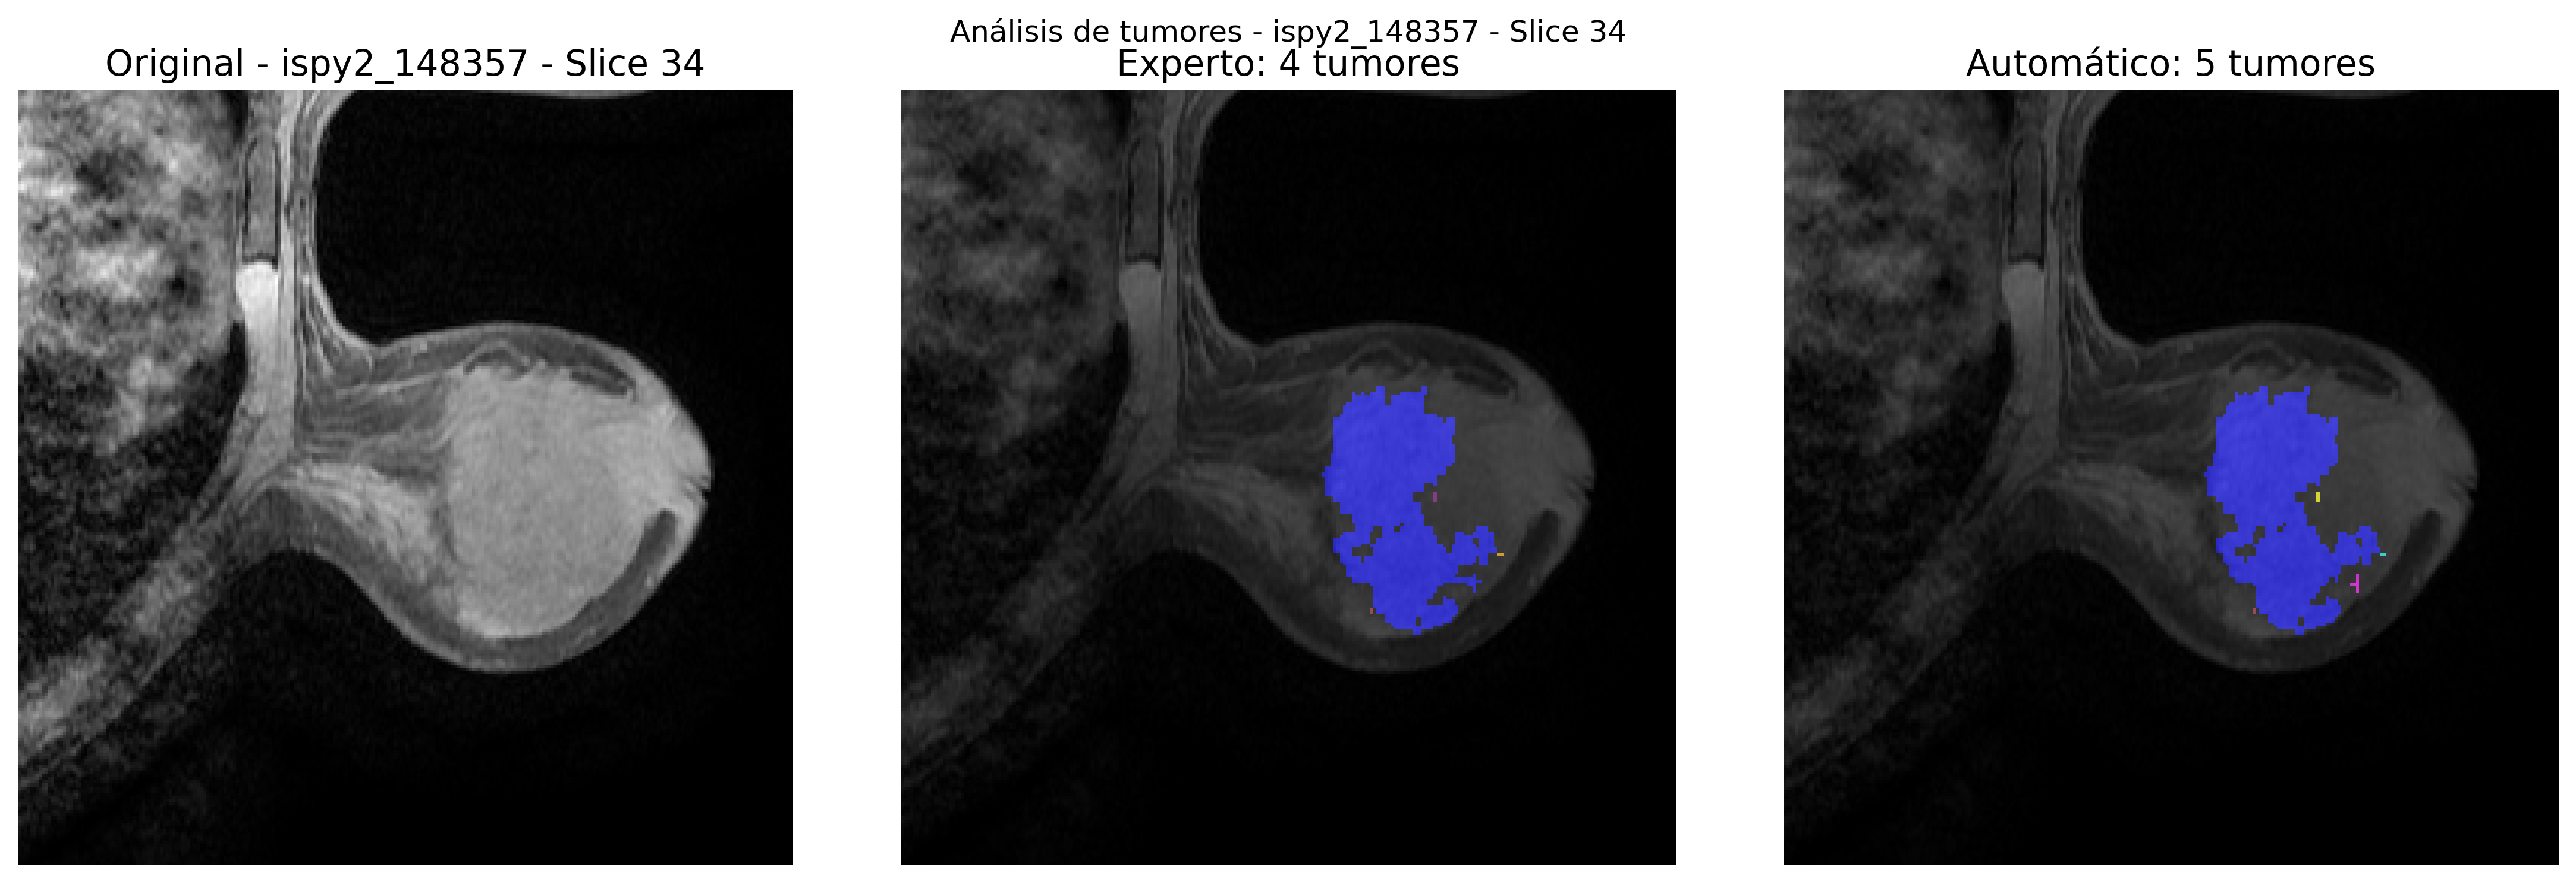 Análisis de tumores - ispy2_148357 - Slice 34
Original - ispy2_148357 - Slice 34
Experto: 4 tumores
Automático: 5 tumores